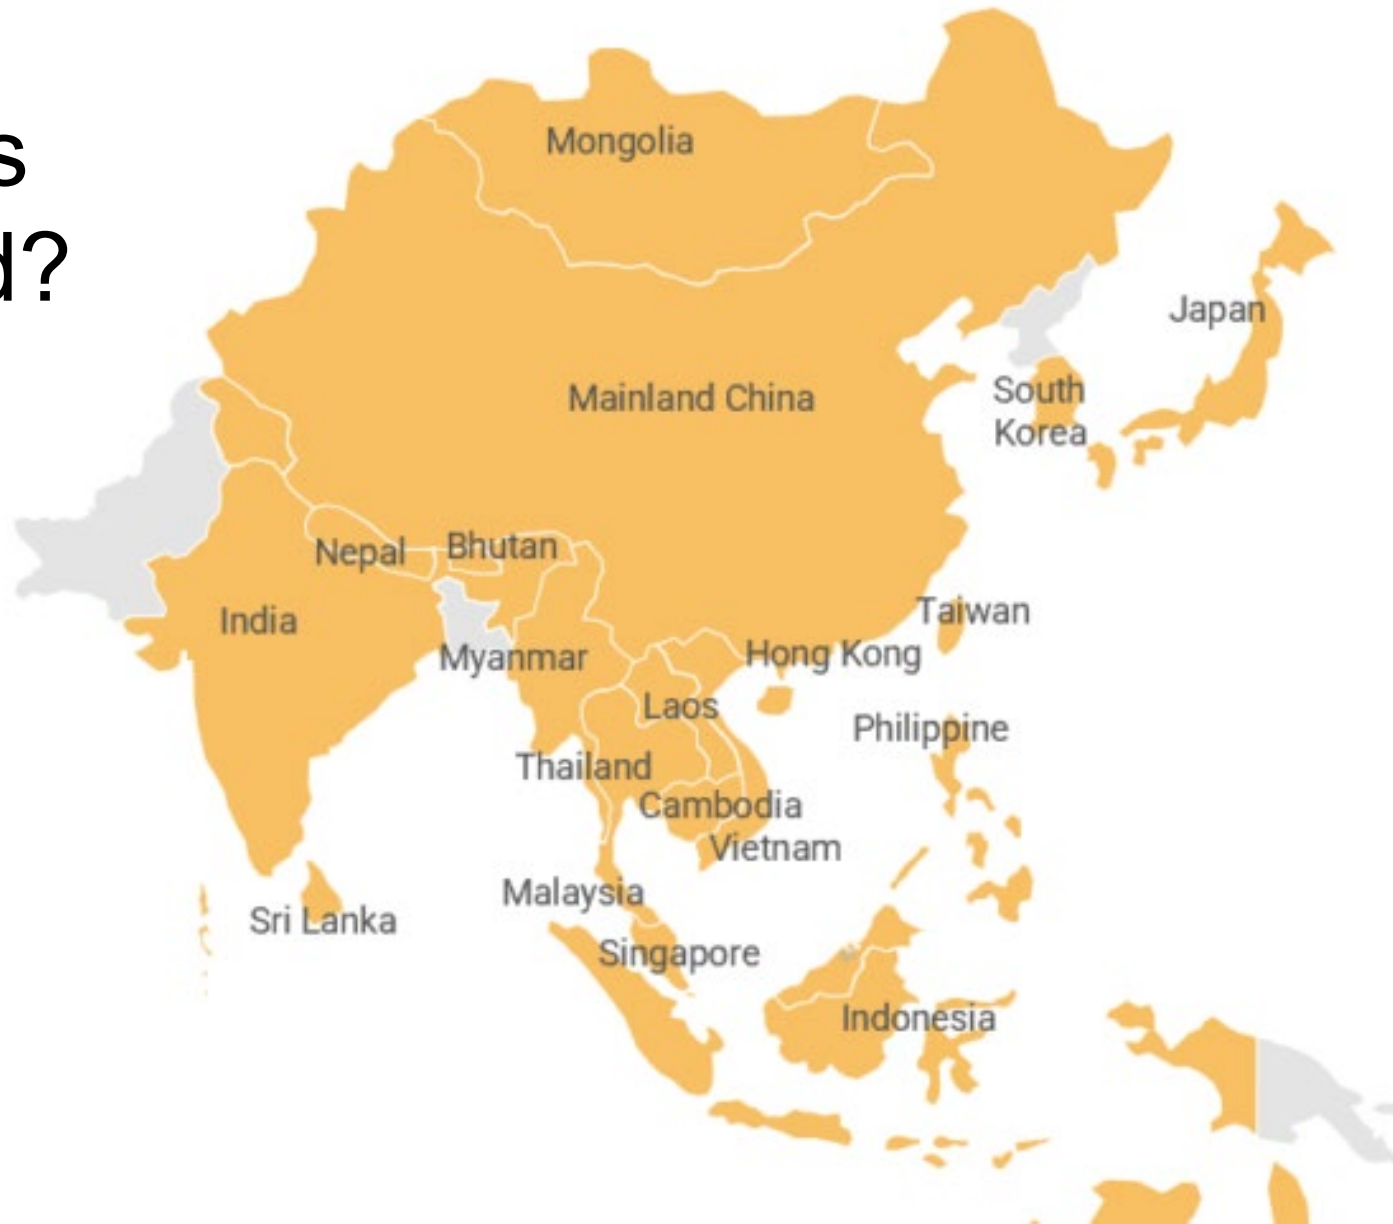 s
d?
Mongolia
Japan
Mainland China
South
Korea
Nepal
Bhutan
India
Taiwan
Myanmar
Hong Kong
Laos
Philippine
Thailand
Cambodia
Vietnam
Malaysia
Sri Lanka
Singapore
Indonesia